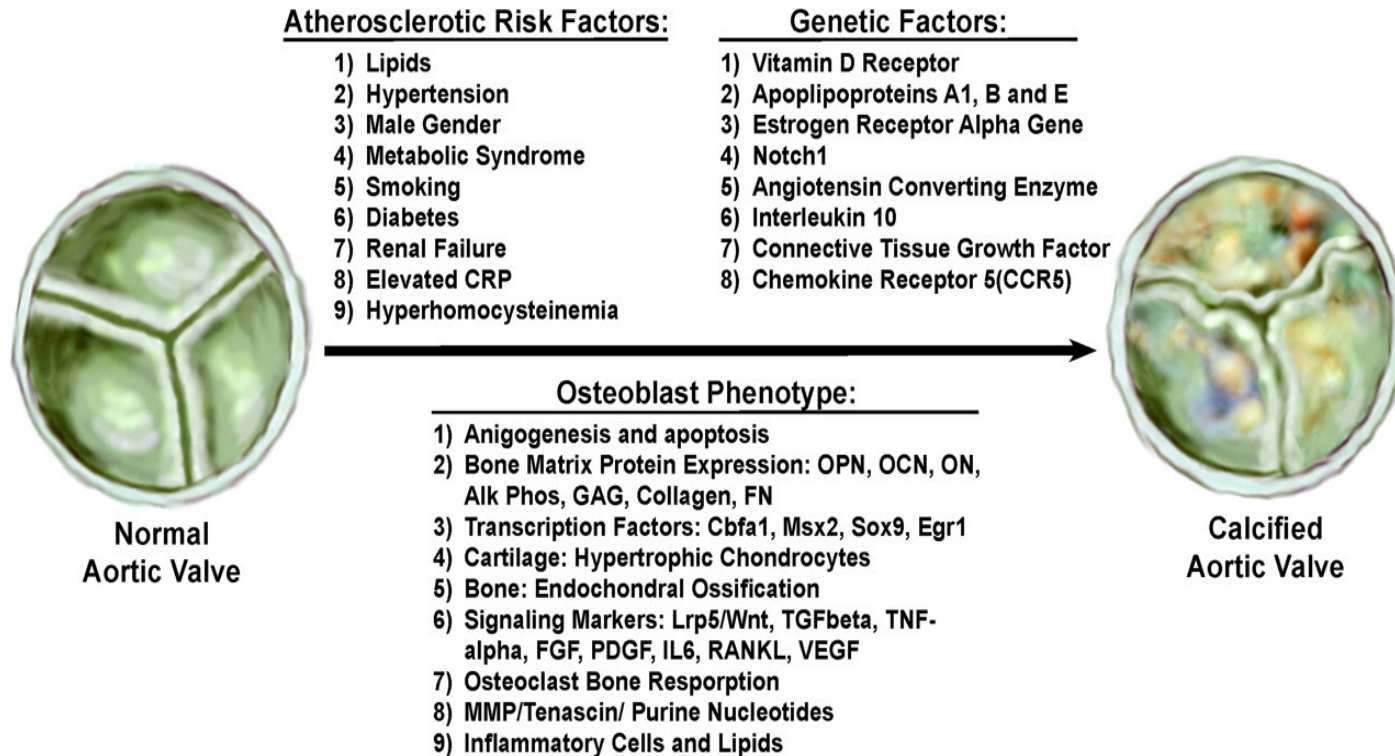 Atherosclerotic Risk Factors:
1) Lipids
2) Hypertension
3) Male Gender
4) Metabolic Syndrome
5) Smoking
6) Diabetes
7) Renal Failure
8) Elevated CRP
9) Hyperhomocysteinemia
Genetic Factors:
1) Vitamin D Receptor
2) Apoplipoproteins A1, B and E
3) Estrogen Receptor Alpha Gene
4) Notch1
5) Angiotensin Converting Enzyme
6) Interleukin 10
7) Connective Tissue Growth Factor
8) Chemokine Receptor 5(CCR5)
Normal
Aortic Valve
Osteoblast Phenotype:
1) Anigogenesis and apoptosis
2) Bone Matrix Protein Expression: OPN, OCN, ON,
Alk Phos, GAG, Collagen, FN
3) Transcription Factors: Cbfa1, Msx2, Sox9, Egr1
4) Cartilage: Hypertrophic Chondrocytes
5) Bone: Endochondral Ossification
6) Signaling Markers: Lrp5/Wnt, TGFbeta, TNF-
alpha, FGF, PDGF, IL6, RANKL, VEGF
7) Osteoclast Bone Resporption
8) MMP/Tenascin/ Purine Nucleotides
9) Inflammatory Cells and Lipids
Calcified
Aortic Valve